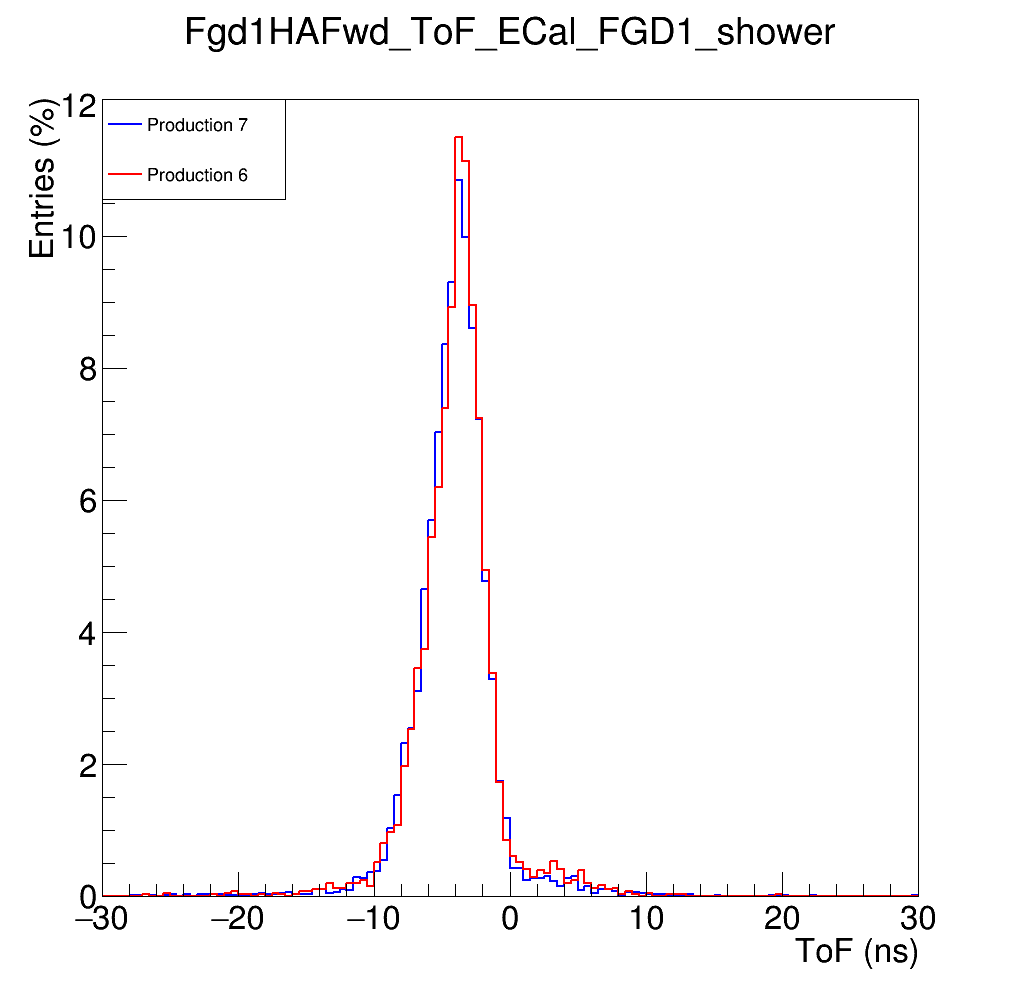 Fgd1HAFwd_ToF_ECal_FGD1_shower
Entries (%)
Production 7
Production 6
12
10
8
6
4
2
0
−30 −20 −10 0 10 20 30
ToF (ns)